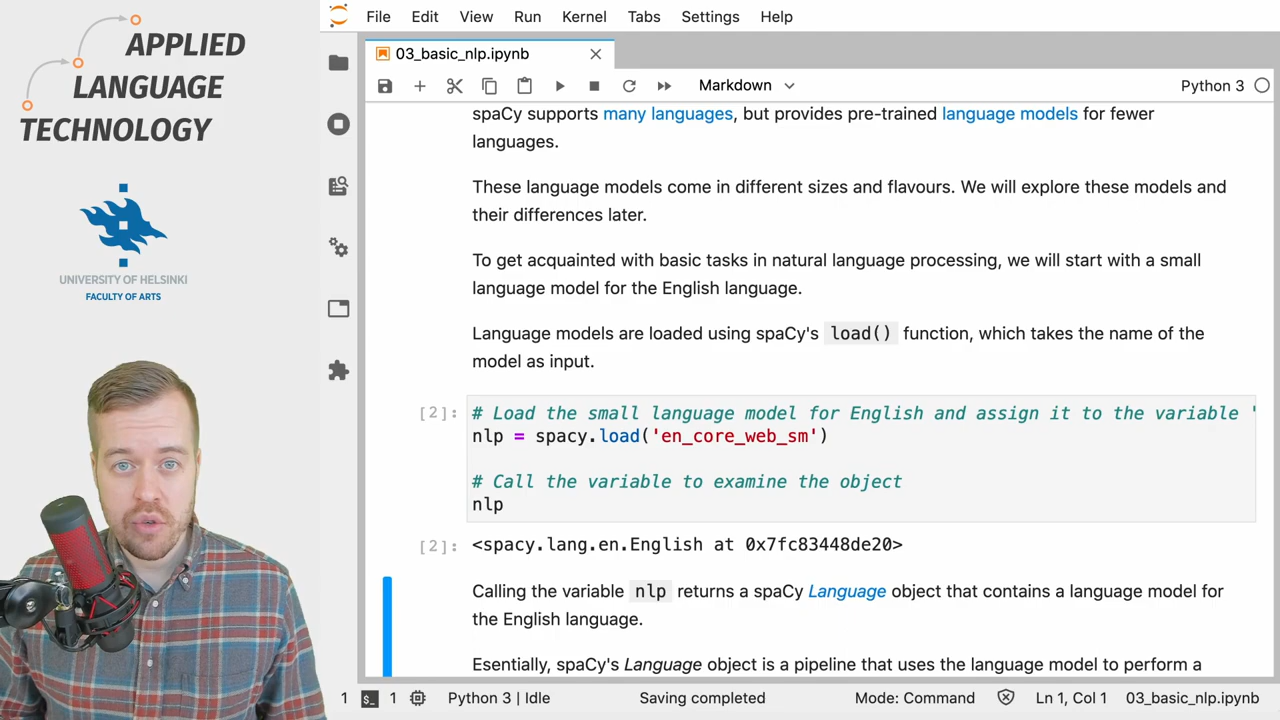 APPLIED
LANGUAGE
TECHNOLOGY
UNIVERSITY OF HELSINKI
FACULTY OF ARTS
File Edit View Run Kernel Tabs Settings Help
03_basic_nlp.ipynb
Markdown
Python 3
spaCy supports many languages, but provides pre-trained language models for fewer
languages.
These language models come in different sizes and flavours. We will explore these models and
their differences later.
To get acquainted with basic tasks in natural language processing, we will start with a small
language model for the English language.
Language models are loaded using spaCy's load() function, which takes the name of the
model as input.
[2]: # Load the small language model for English and assign it to the variable '
nlp = spacy.load('en_core_web_sm')
# Call the variable to examine the object
nlp
[2]: <spacy.lang.en.English at 0x7fc83448de20>
Calling the variable nlp returns a spaCy Language object that contains a language model for
the English language.
Esentially, spaCy's Language object is a pipeline that uses the language model to perform a
1 $_ 1 Python 3 | Idle Saving completed Mode: Command Ln 1, Col 1 03_basic_nlp.ipynb